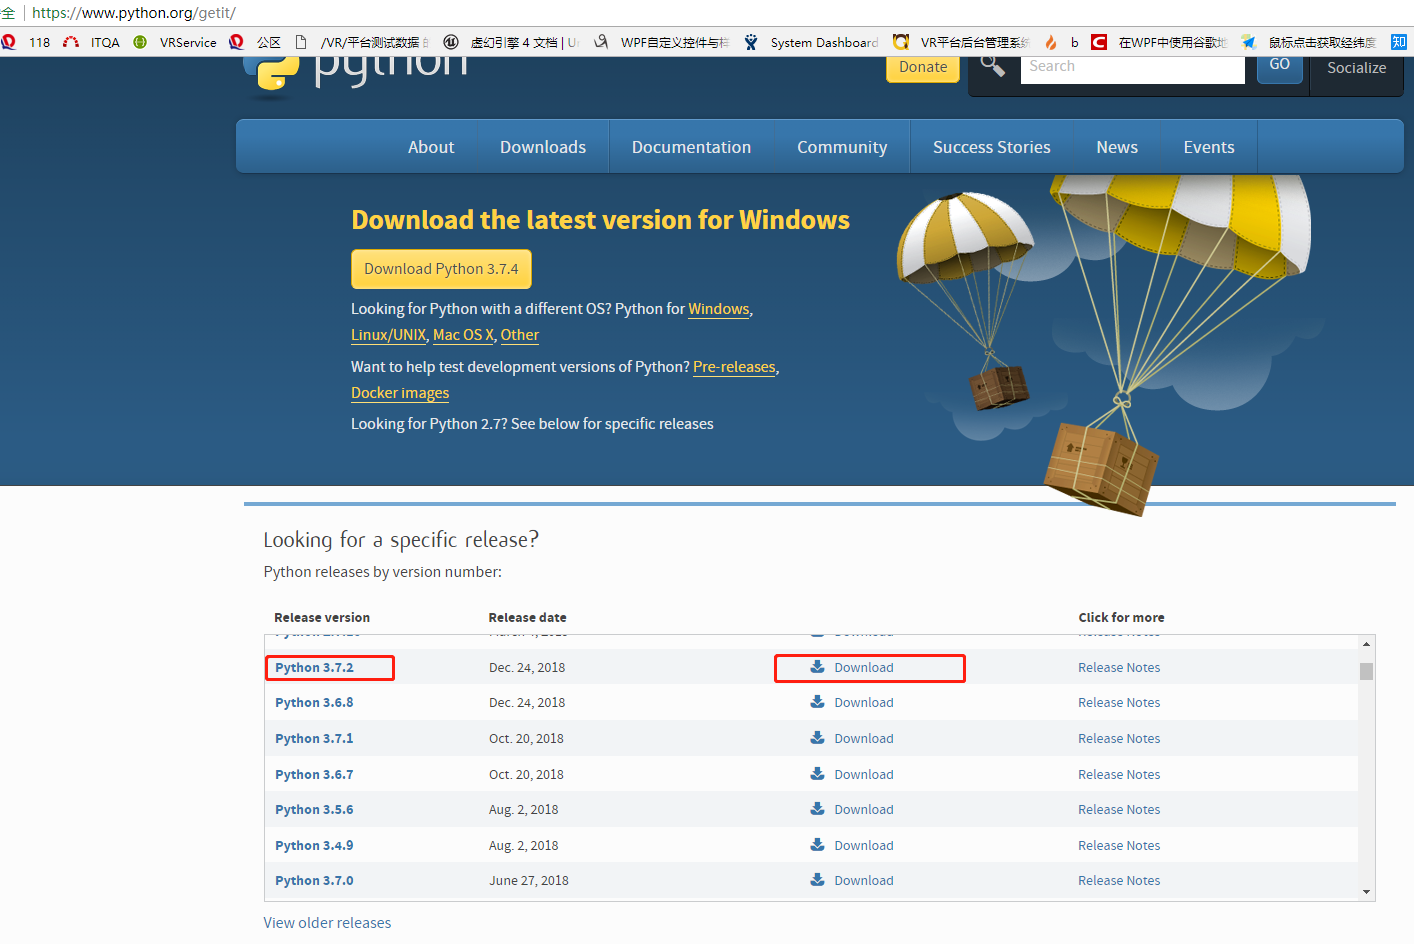 全 https://www.python.org/getit/
118 ITQA VRService 公区 /VR/平台测试数据 虚幻引擎 4 文档 | WPF自定义控件与 System Dashboard VR平台后台管理系 b 在WPF中使用谷歌地 鼠标点击获取经纬度 知
python
Donate Search GO Socialize
About Downloads Documentation Community Success Stories News Events
Download the latest version for Windows
Download Python 3.7.4
Looking for Python with a different OS? Python for Windows,
Linux/UNIX, Mac OS X, Other
Want to help test development versions of Python? Pre-releases,
Docker images
Looking for Python 2.7? See below for specific releases
Looking for a specific release?
Python releases by version number:
Release version Release date Click for more
Download Release Notes
Python 3.7.2 Dec. 24, 2018 Download Release Notes
Python 3.6.8 Dec. 24, 2018 Download Release Notes
Python 3.7.1 Oct. 20, 2018 Download Release Notes
Python 3.6.7 Oct. 20, 2018 Download Release Notes
Python 3.5.6 Aug. 2, 2018 Download Release Notes
Python 3.4.9 Aug. 2, 2018 Download Release Notes
Python 3.7.0 June 27, 2018 Download Release Notes
View older releases